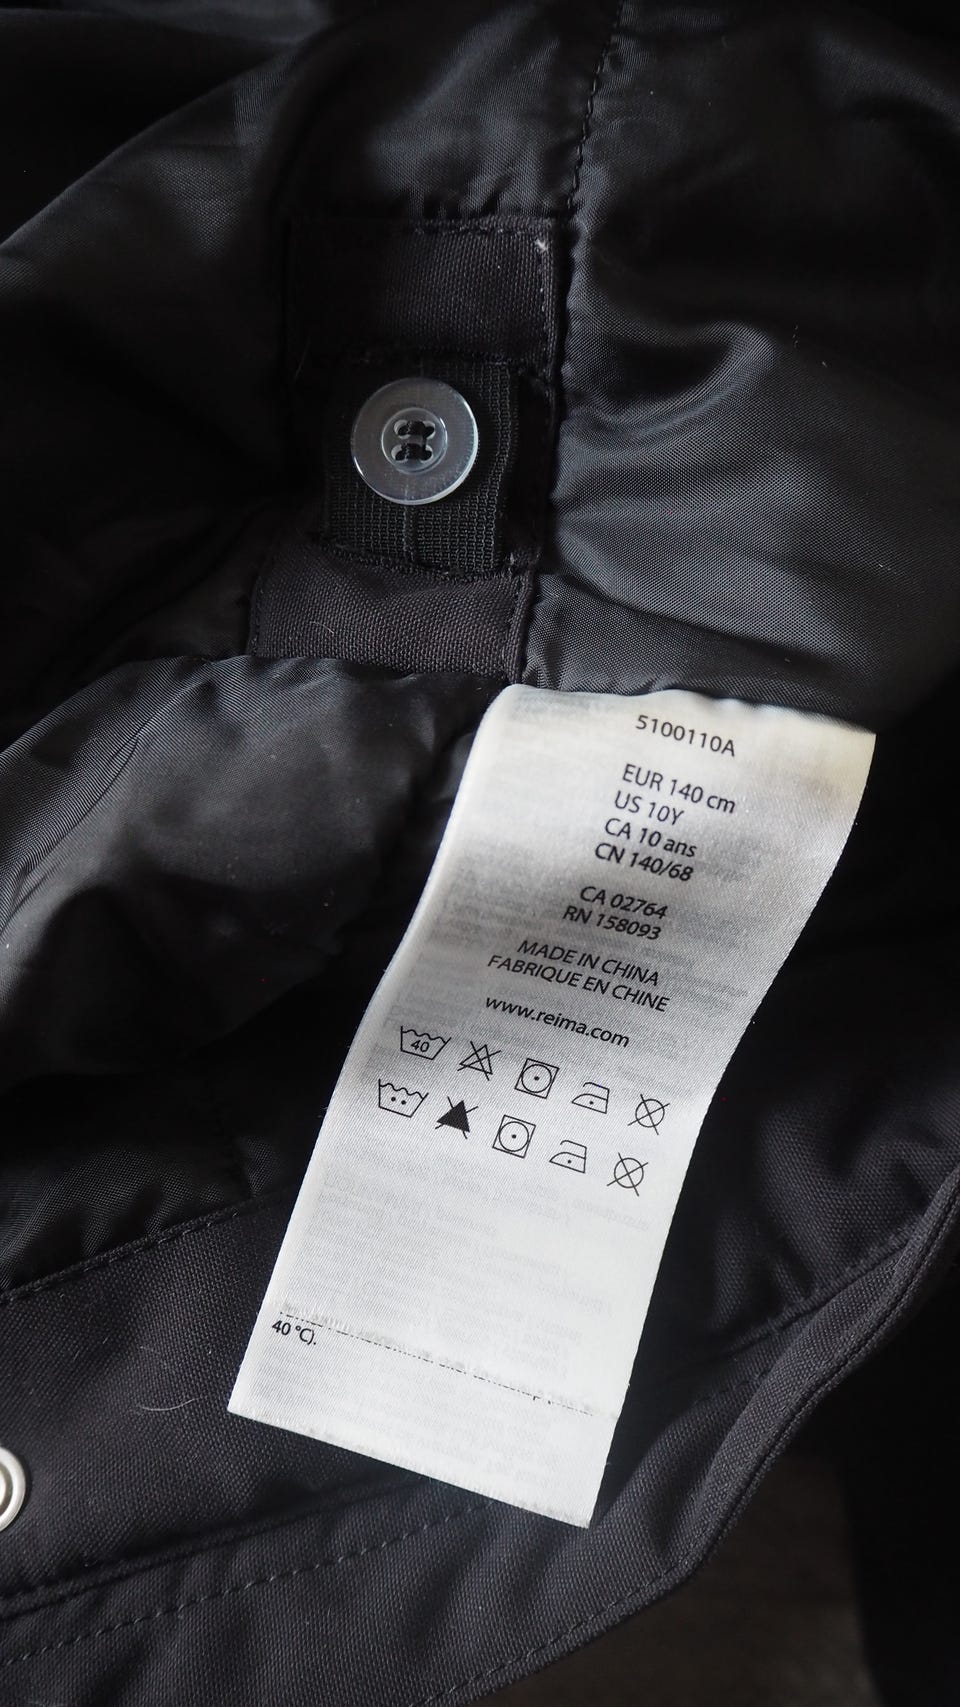 5100110A
EUR 140 cm
US 10Y
CA 10 ans
CN 140/68
CA 02764
RN 158093
MADE IN CHINA
FABRIQUE EN CHINE
www.reima.com
40
40 °C).